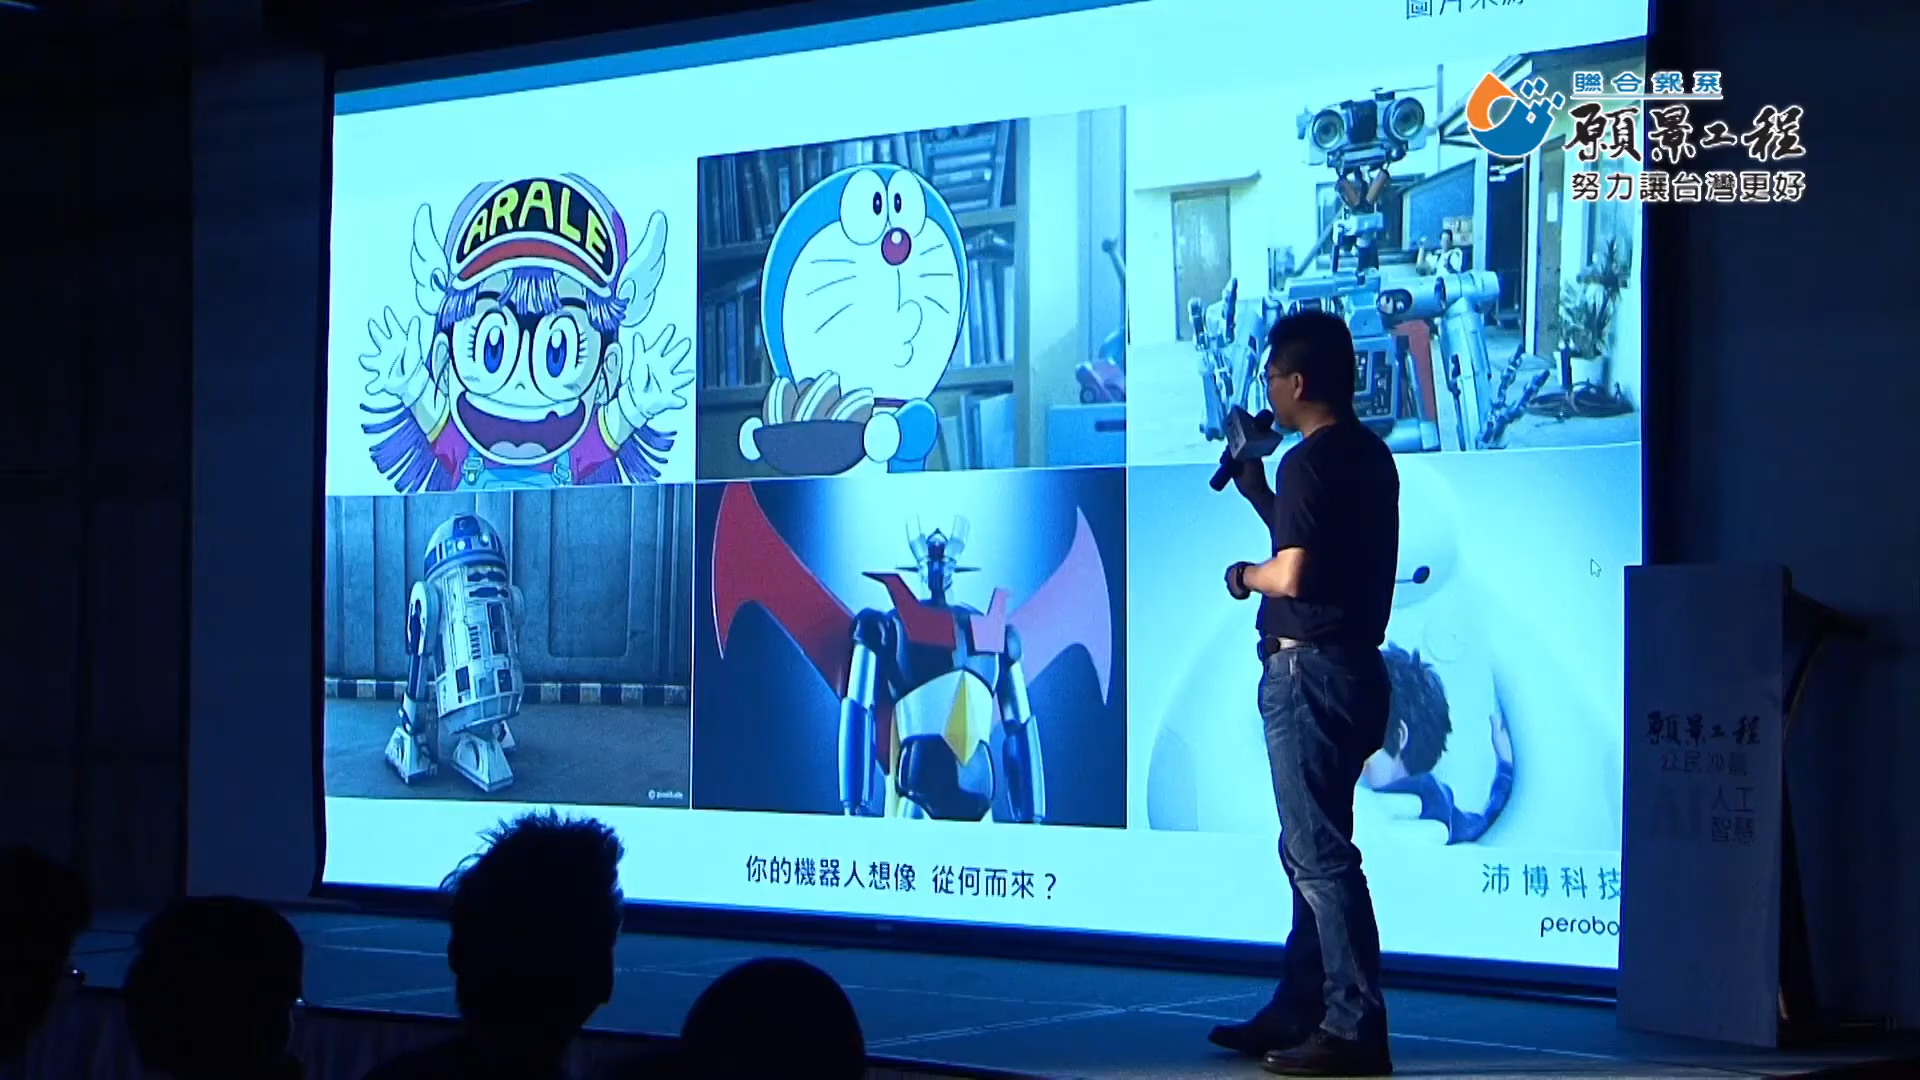 聯合報系
願景工程
努力讓台灣更好
ARALE
你的機器人想像 從何而來？
沛博科技
perobo
願景工程
人工
智慧